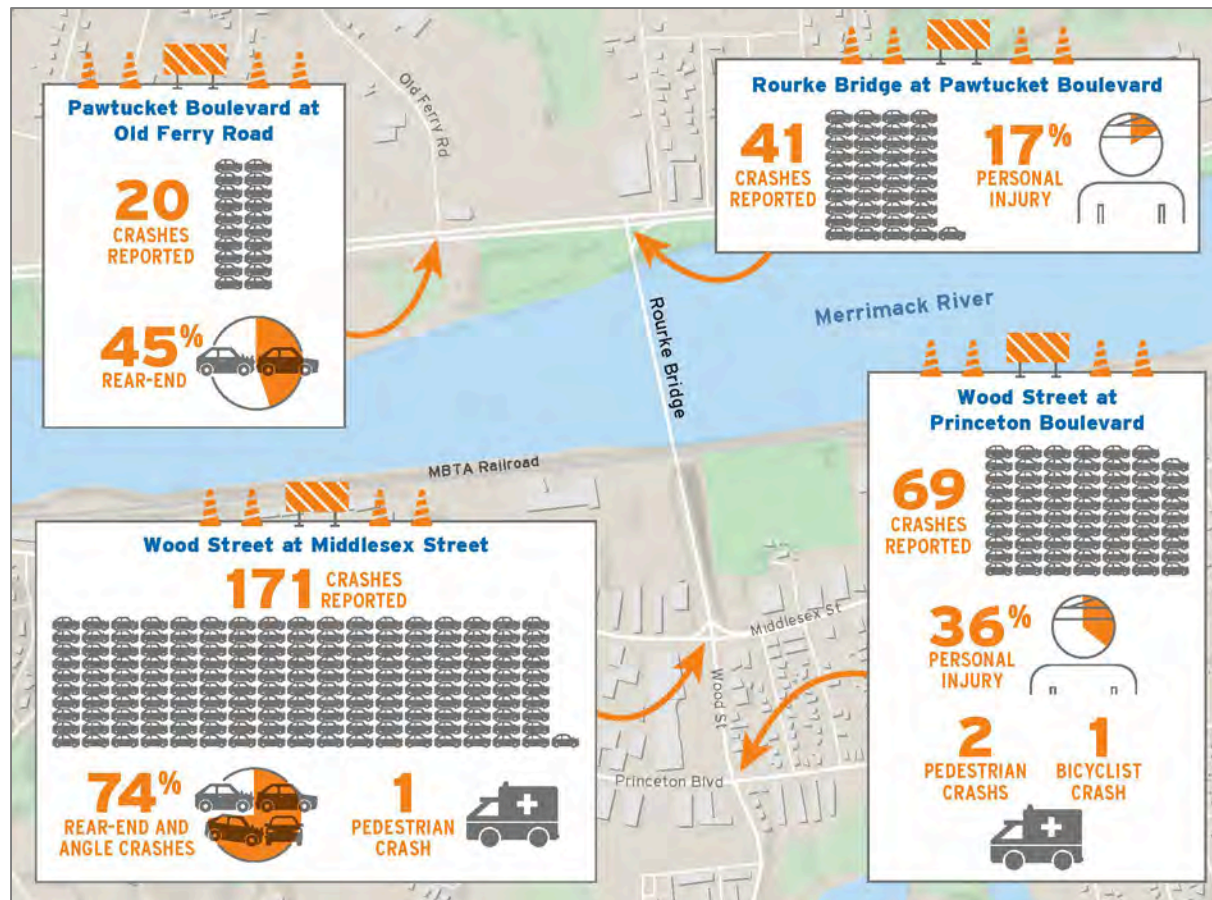 Pawtucket Boulevard at
Old Ferry Road
20
CRASHES
REPORTED
45%
REAR-END
Old Ferry Rd
Rourke Bridge at Pawtucket Boulevard
41
CRASHES
REPORTED
17%
PERSONAL
INJURY
Merrimack River
Rourke Bridge
MBTA Railroad
Wood Street at
Princeton Boulevard
69
CRASHES
REPORTED
36%
PERSONAL
INJURY
2
PEDESTRIAN
CRASHS
1
BICYCLIST
CRASH
Wood Street at Middlesex Street
171
CRASHES
REPORTED
74%
REAR-END AND
ANGLE CRASHES
1
PEDESTRIAN
CRASH
Middlesex St
Wood St
Princeton Blvd